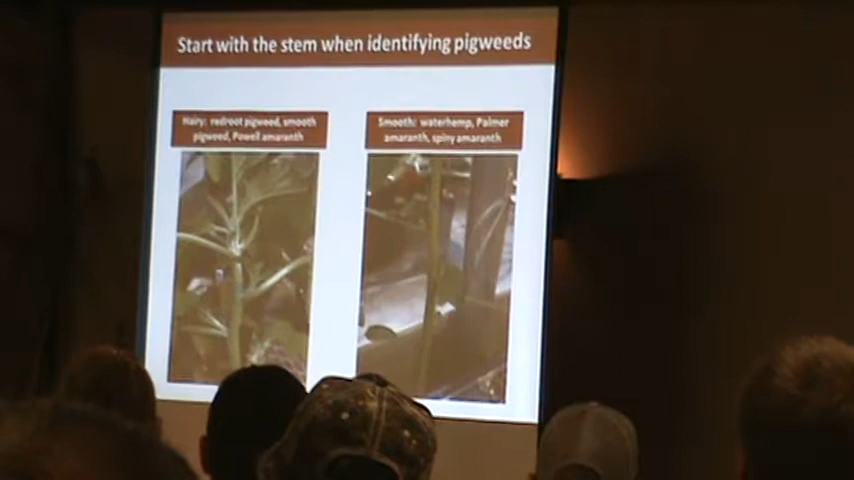 Start with the stem when identifying pigweeds
Hairy: redroot pigweed, smooth
pigweed, Powell amaranth
Smooth: waterhemp, Palmer
amaranth, spiny amaranth